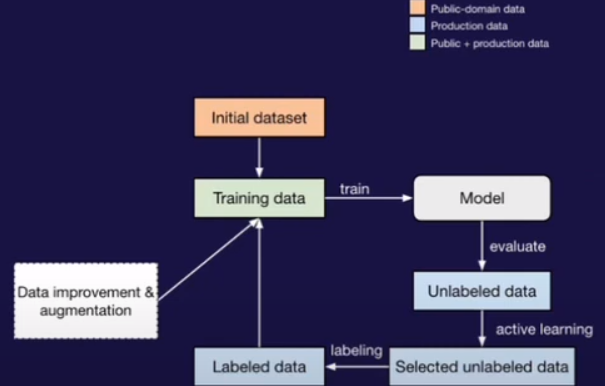 Public-domain data
Production data
Public + production data
Initial dataset
Training data
train
Model
evaluate
Data improvement &
augmentation
Unlabeled data
active learning
Labeled data
labeling
Selected unlabeled data